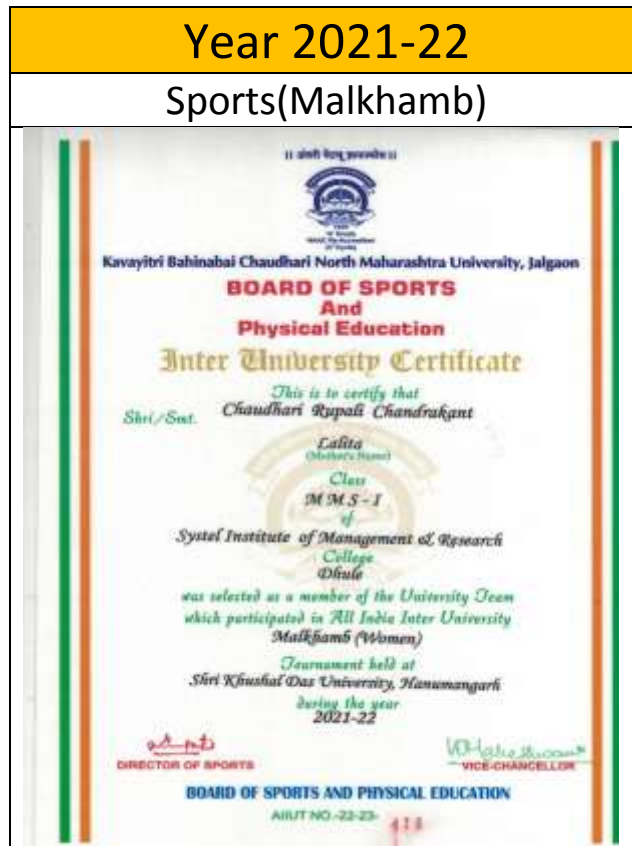 Year 2021-22
Sports(Malkhamb)
Kavayitri Bahinabai Chaudhari North Maharashtra University, Jalgaon
BOARD OF SPORTS
And
Physical Education
Inter University Certificate
This is to certify that
Shri/Smt. Chaudhari Rupali Chandrakant
Lalita
(Mother's Name)
Class
M M S - I
of
Systel Institute of Management & Research
College
Dhule
was selected as a member of the University Team
which participated in All India Inter University
Malkhamb (Women)
Tournament held at
Shri Khushal Das University, Hanumangarh
during the year
2021-22
DIRECTOR OF SPORTS
VICE-CHANCELLOR
BOARD OF SPORTS AND PHYSICAL EDUCATION
AIIUT NO.-22-23-